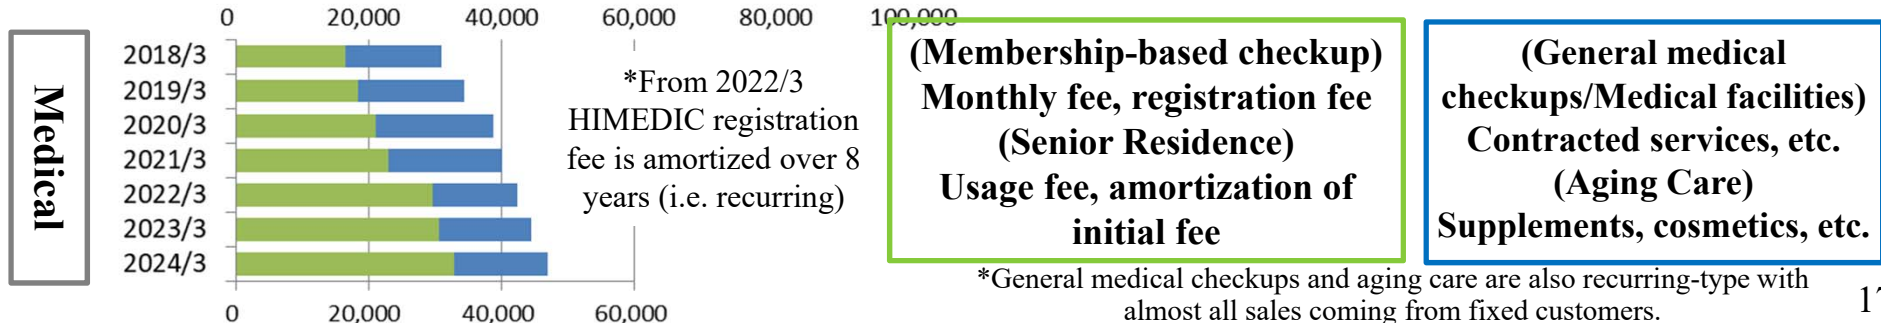 0 20,000 40,000 60,000 80,000 100,000
Medical
2018/3
2019/3
2020/3
2021/3
2022/3
2023/3
2024/3
0 20,000 40,000 60,000
*From 2022/3
HIMEDIC registration
fee is amortized over 8
years (i.e. recurring)
(Membership-based checkup)
Monthly fee, registration fee
(Senior Residence)
Usage fee, amortization of
initial fee
(General medical
checkups/Medical facilities)
Contracted services, etc.
(Aging Care)
Supplements, cosmetics, etc.
*General medical checkups and aging care are also recurring-type with
almost all sales coming from fixed customers.